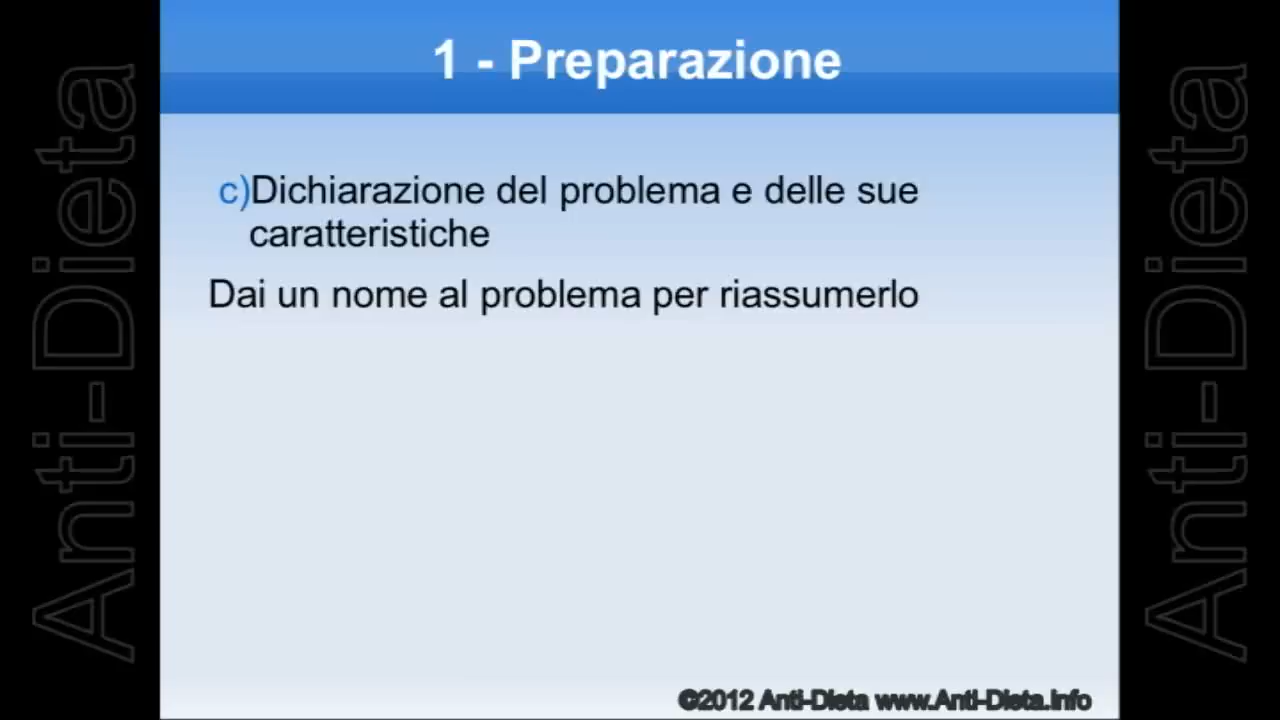 1 - Preparazione
c)Dichiarazione del problema e delle sue
caratteristiche
Dai un nome al problema per riassumerlo
©2012 Anti-Dieta www.Anti-Dieta.info
Anti-Dieta
Anti-Dieta